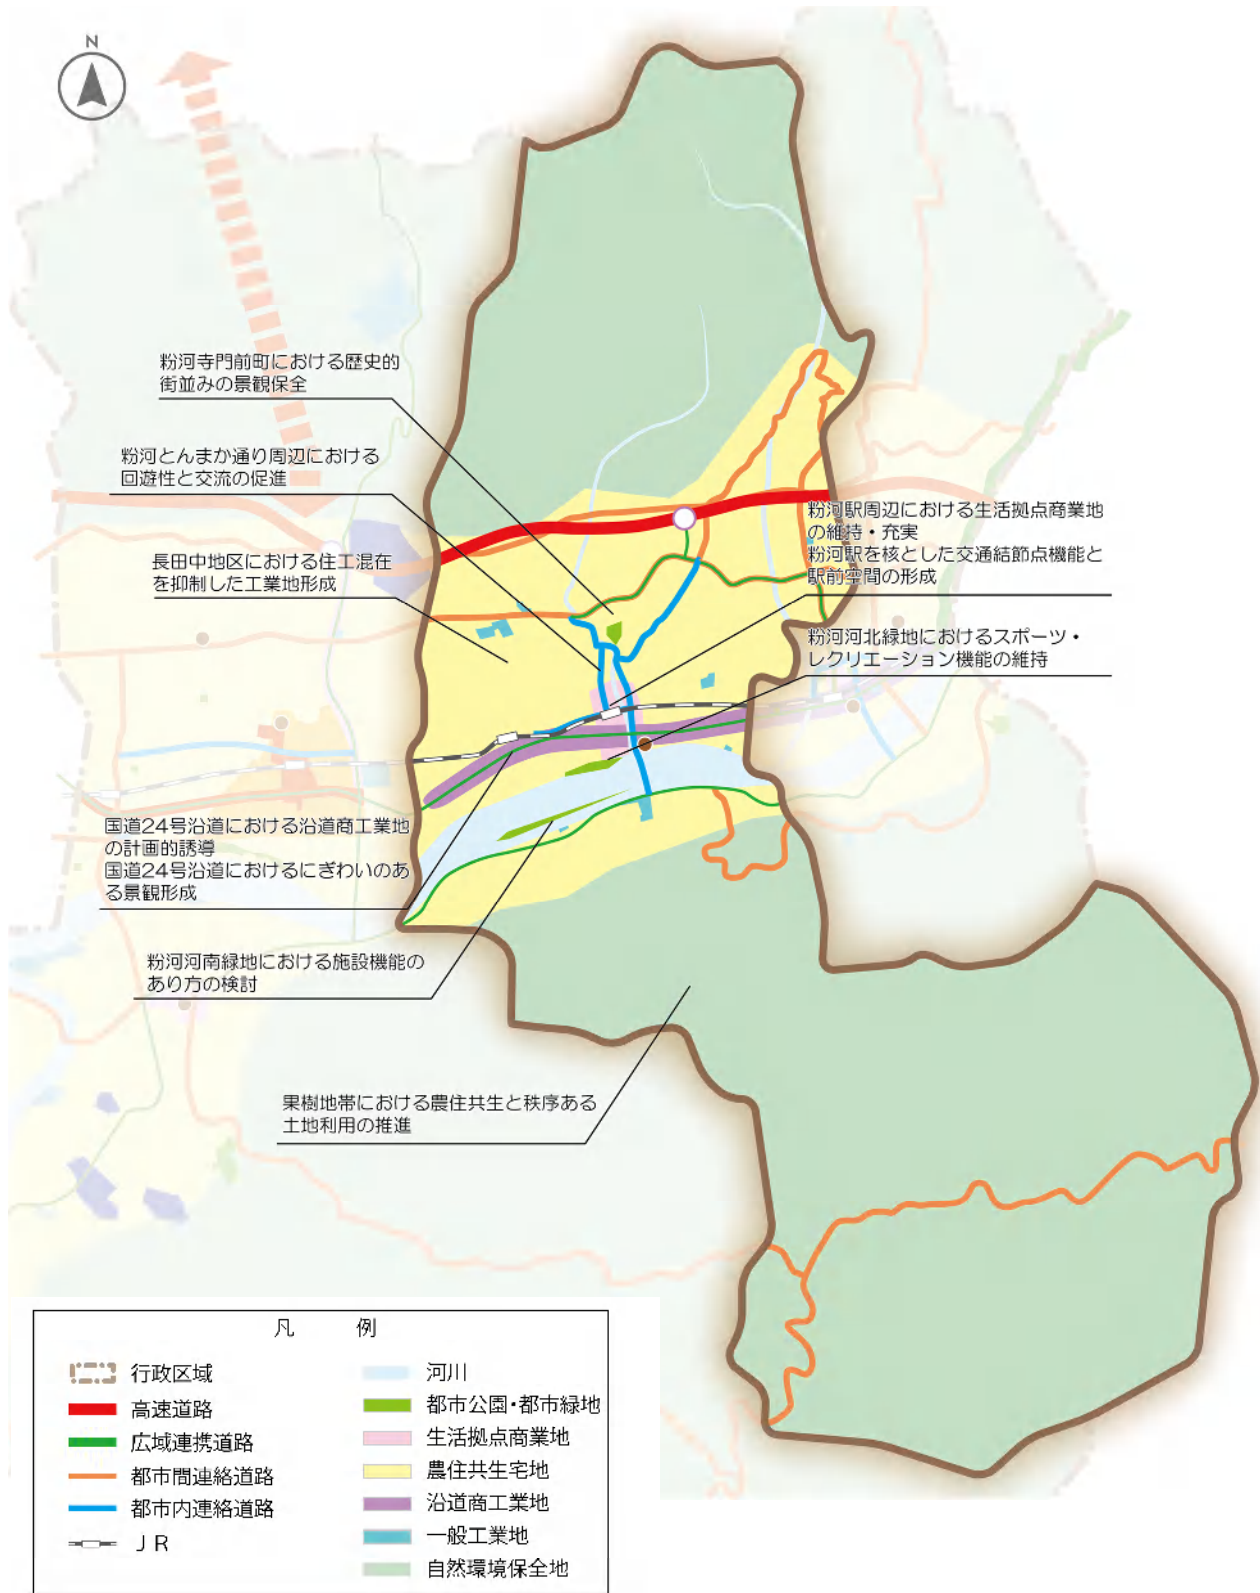 N
粉河寺門前町における歴史的
街並みの景観保全
粉河とんまか通り周辺における
回遊性と交流の促進
長田中地区における住工混在
を抑制した工業地形成
粉河駅周辺における生活拠点商業地
の維持・充実
粉河駅を核とした交通結節点機能と
駅前空間の形成
粉河河北緑地におけるスポーツ・
レクリエーション機能の維持
国道24号沿道における沿道商工業地
の計画的誘導
国道24号沿道におけるにぎわいのあ
る景観形成
粉河河南緑地における施設機能の
あり方の検討
果樹地帯における農住共生と秩序ある
土地利用の推進
凡例
行政区域
高速道路
広域連携道路
都市間連絡道路
都市内連絡道路
ＪＲ
河川
都市公園・都市緑地
生活拠点商業地
農住共生宅地
沿道商工業地
一般工業地
自然環境保全地